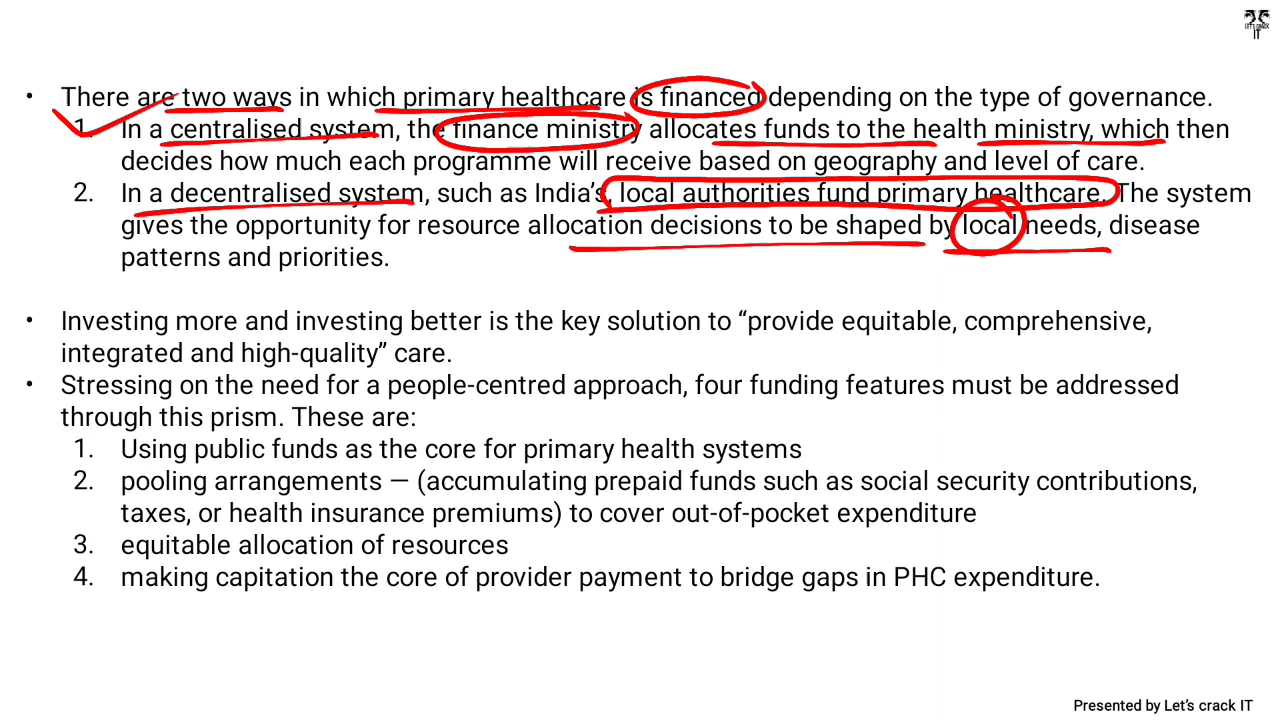 LET'S CRACK
IT
• There are two ways in which primary healthcare is financed depending on the type of governance.
1. In a centralised system, the finance ministry allocates funds to the health ministry, which then
decides how much each programme will receive based on geography and level of care.
2. In a decentralised system, such as India’s, local authorities fund primary healthcare. The system
gives the opportunity for resource allocation decisions to be shaped by local needs, disease
patterns and priorities.
• Investing more and investing better is the key solution to “provide equitable, comprehensive,
integrated and high-quality” care.
• Stressing on the need for a people-centred approach, four funding features must be addressed
through this prism. These are:
1. Using public funds as the core for primary health systems
2. pooling arrangements — (accumulating prepaid funds such as social security contributions,
taxes, or health insurance premiums) to cover out-of-pocket expenditure
3. equitable allocation of resources
4. making capitation the core of provider payment to bridge gaps in PHC expenditure.
Presented by Let’s crack IT